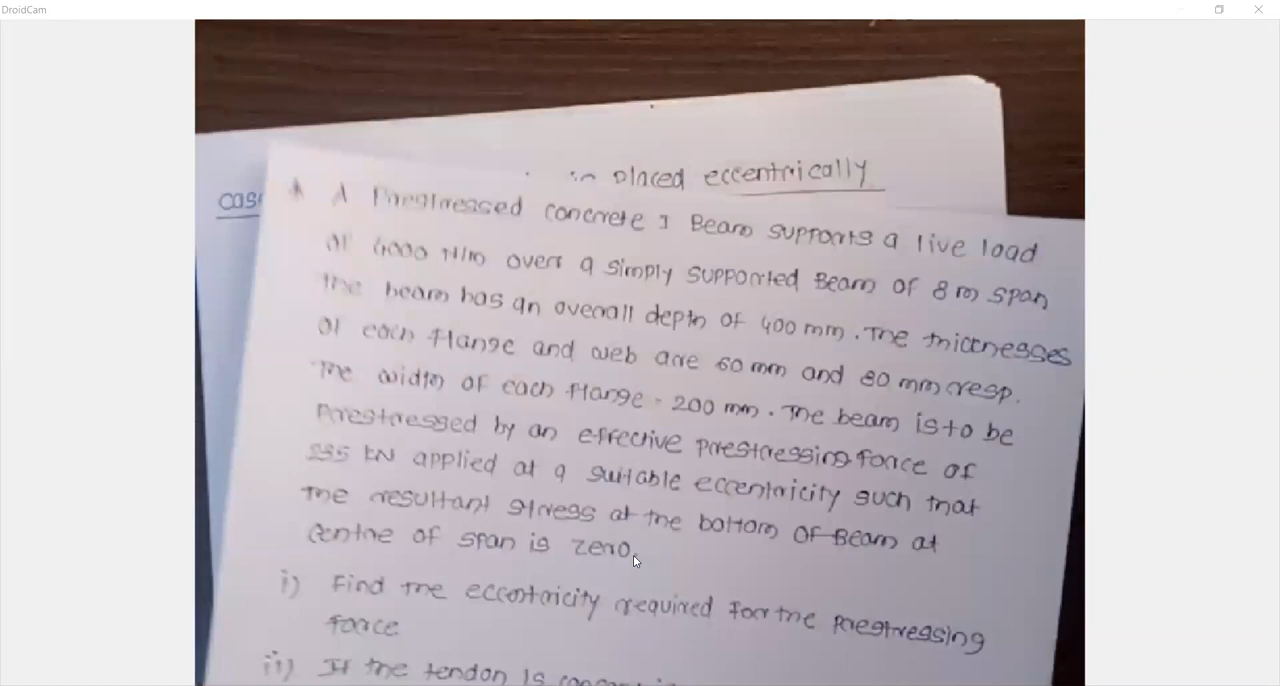 DroidCam
placed eccentrically
cas
* A Prestressed concrete I Beam supports a live load
of 4000 N/m over a simply supported Beam of 8 m span
The beam has an overall depth of 400 mm. The thicknesses
of each flange and web are 60 mm and 80 mm resp.
The width of each flange = 200 mm. The beam is to be
Prestressed by an effective prestressing force of
235 kN applied at a suitable eccentricity such that
the resultant stress at the bottom of Beam at
Centre of span is zero.
i) Find the eccentricity required for the prestressing
force
ii) If the tendon is